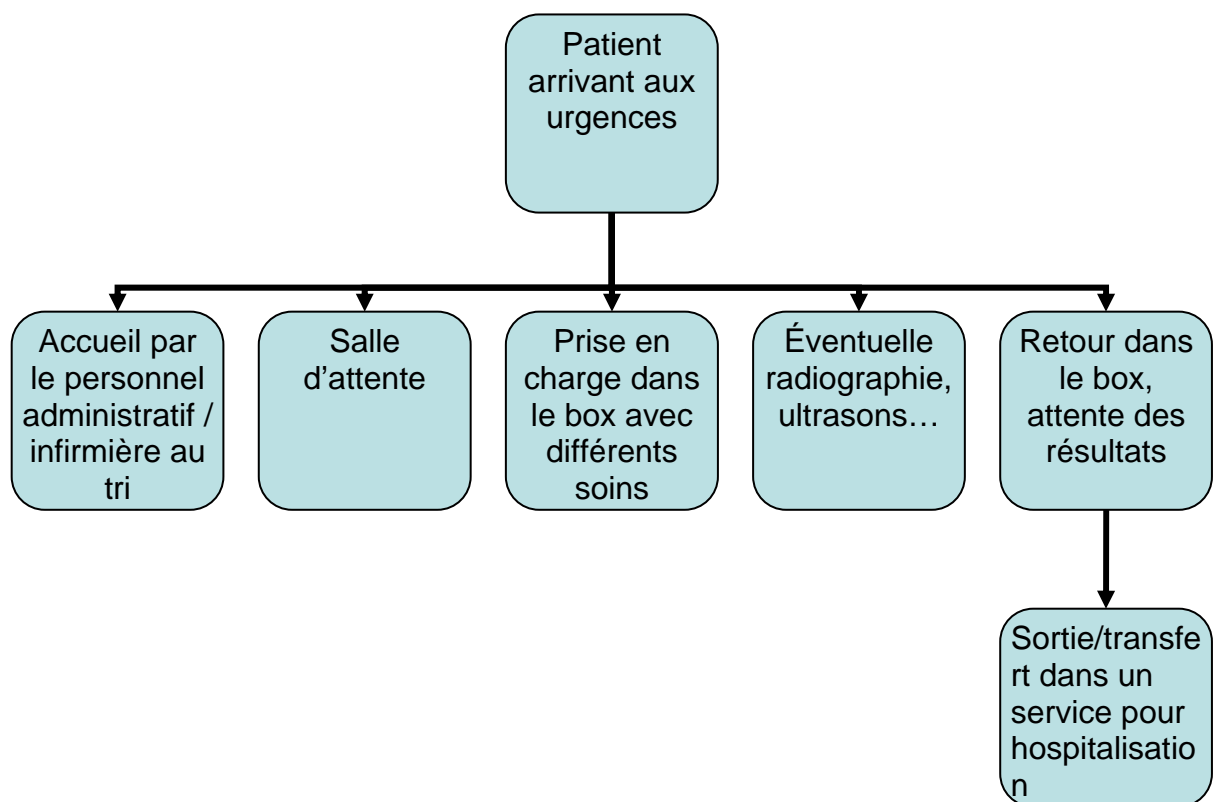 Patient
arrivant aux
urgences
Accueil par
le personnel
administratif /
infirmière au
tri
Salle
d’attente
Prise en
charge dans
le box avec
différents
soins
Éventuelle
radiographie,
ultrasons…
Retour dans
le box,
attente des
résultats
Sortie/transfe
rt dans un
service pour
hospitalisatio
n